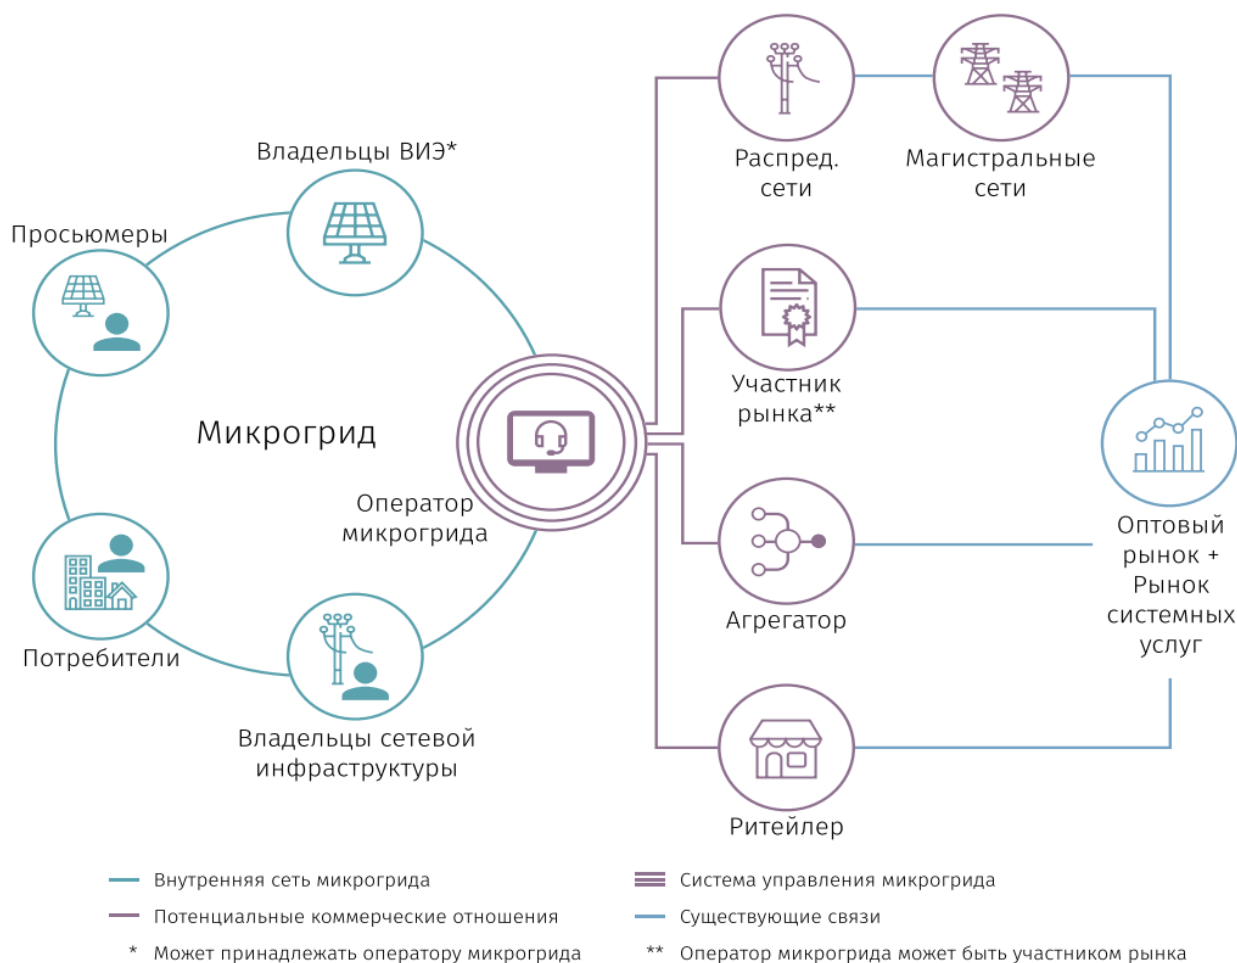 Распред.
сети
Магистральные
сети
Владельцы ВИЭ*
Просьюмеры
Участник
рынка**
Микрогрид
Оператор
микрогрида
Оптовый
рынок +
Рынок
системных
услуг
Агрегатор
Потребители
Владельцы сетевой
инфраструктуры
Ритейлер
Внутренняя сеть микрогрида
Система управления микрогрида
Потенциальные коммерческие отношения
Существующие связи
* Может принадлежать оператору микрогрида
** Оператор микрогрида может быть участником рынка